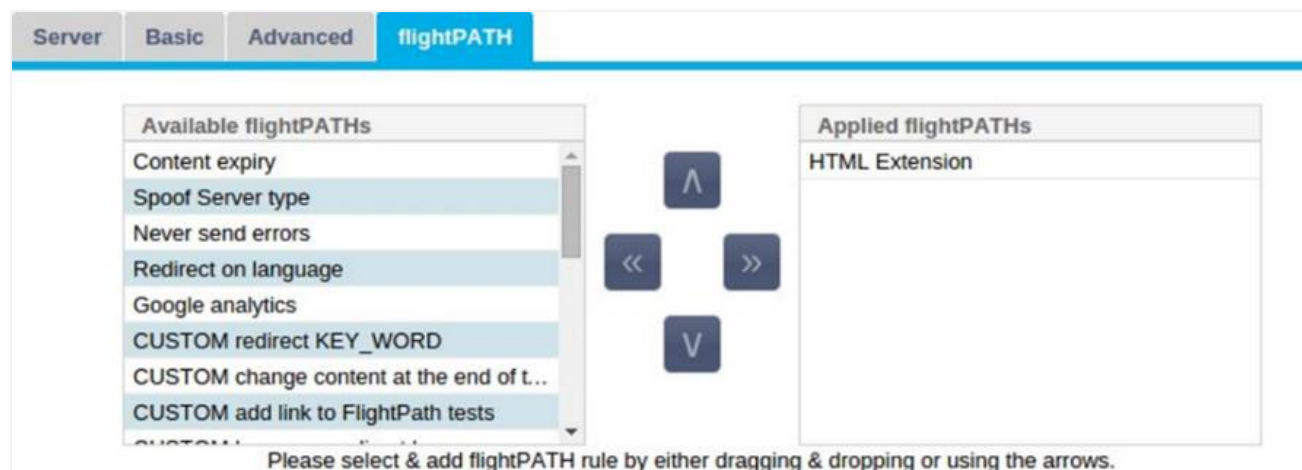 Server Basic Advanced flightPATH
Available flightPATHs
Content expiry
Spoof Server type
Never send errors
Redirect on language
Google analytics
CUSTOM redirect KEY_WORD
CUSTOM change content at the end of t...
CUSTOM add link to FlightPath tests
Applied flightPATHs
HTML Extension
Please select & add flightPATH rule by either dragging & dropping or using the arrows.